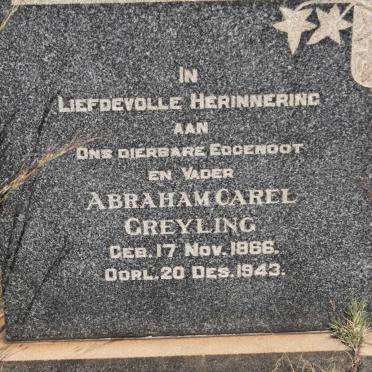 IN
LIEFDEVOLLE HERINNERING
AAN
ONS DIERBARE EGGENOOT
EN VADER
ABRAHAM CAREL
GREYLING
GEB. 17 NOV. 1866.
OORL. 20 DES. 1943.